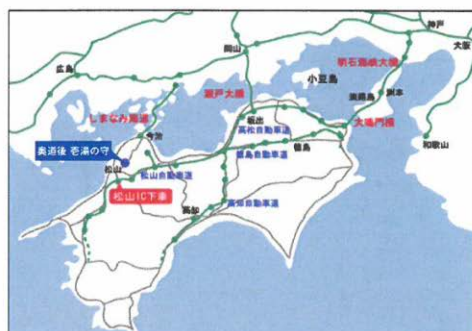 神戸
大阪
岡山
広島
明石海峡大橋
小豆島
瀬戸大橋
淡路島
洲本
しまなみ海道
大鳴門橋
坂出
和歌山
今治
高松自動車道
奥道後 壱湯の守
徳島自動車道
徳島
松山
松山自動車道
松山IC下車
高知
高知自動車道